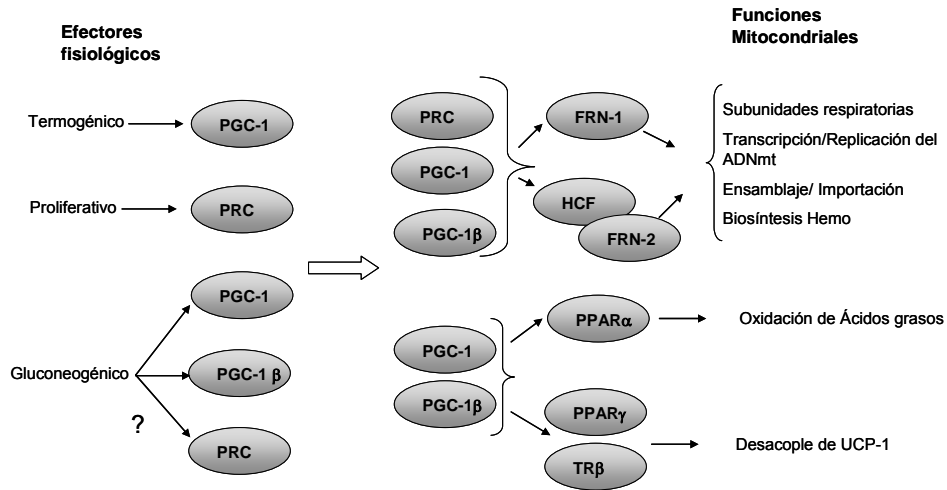 Efectores
fisiológicos
Termogénico
PGC-1
Proliferativo
PRC
Gluconeogénico
PGC-1
PGC-1 β
?
PRC
PRC
PGC-1
PGC-1β
FRN-1
HCF
FRN-2
PGC-1
PGC-1β
PPARα
PPARγ
TRβ
Funciones
Mitocondriales
Subunidades respiratorias
Transcripción/Replicación del
ADNmt
Ensamblaje/ Importación
Biosíntesis Hemo
Oxidación de Ácidos grasos
Desacople de UCP-1